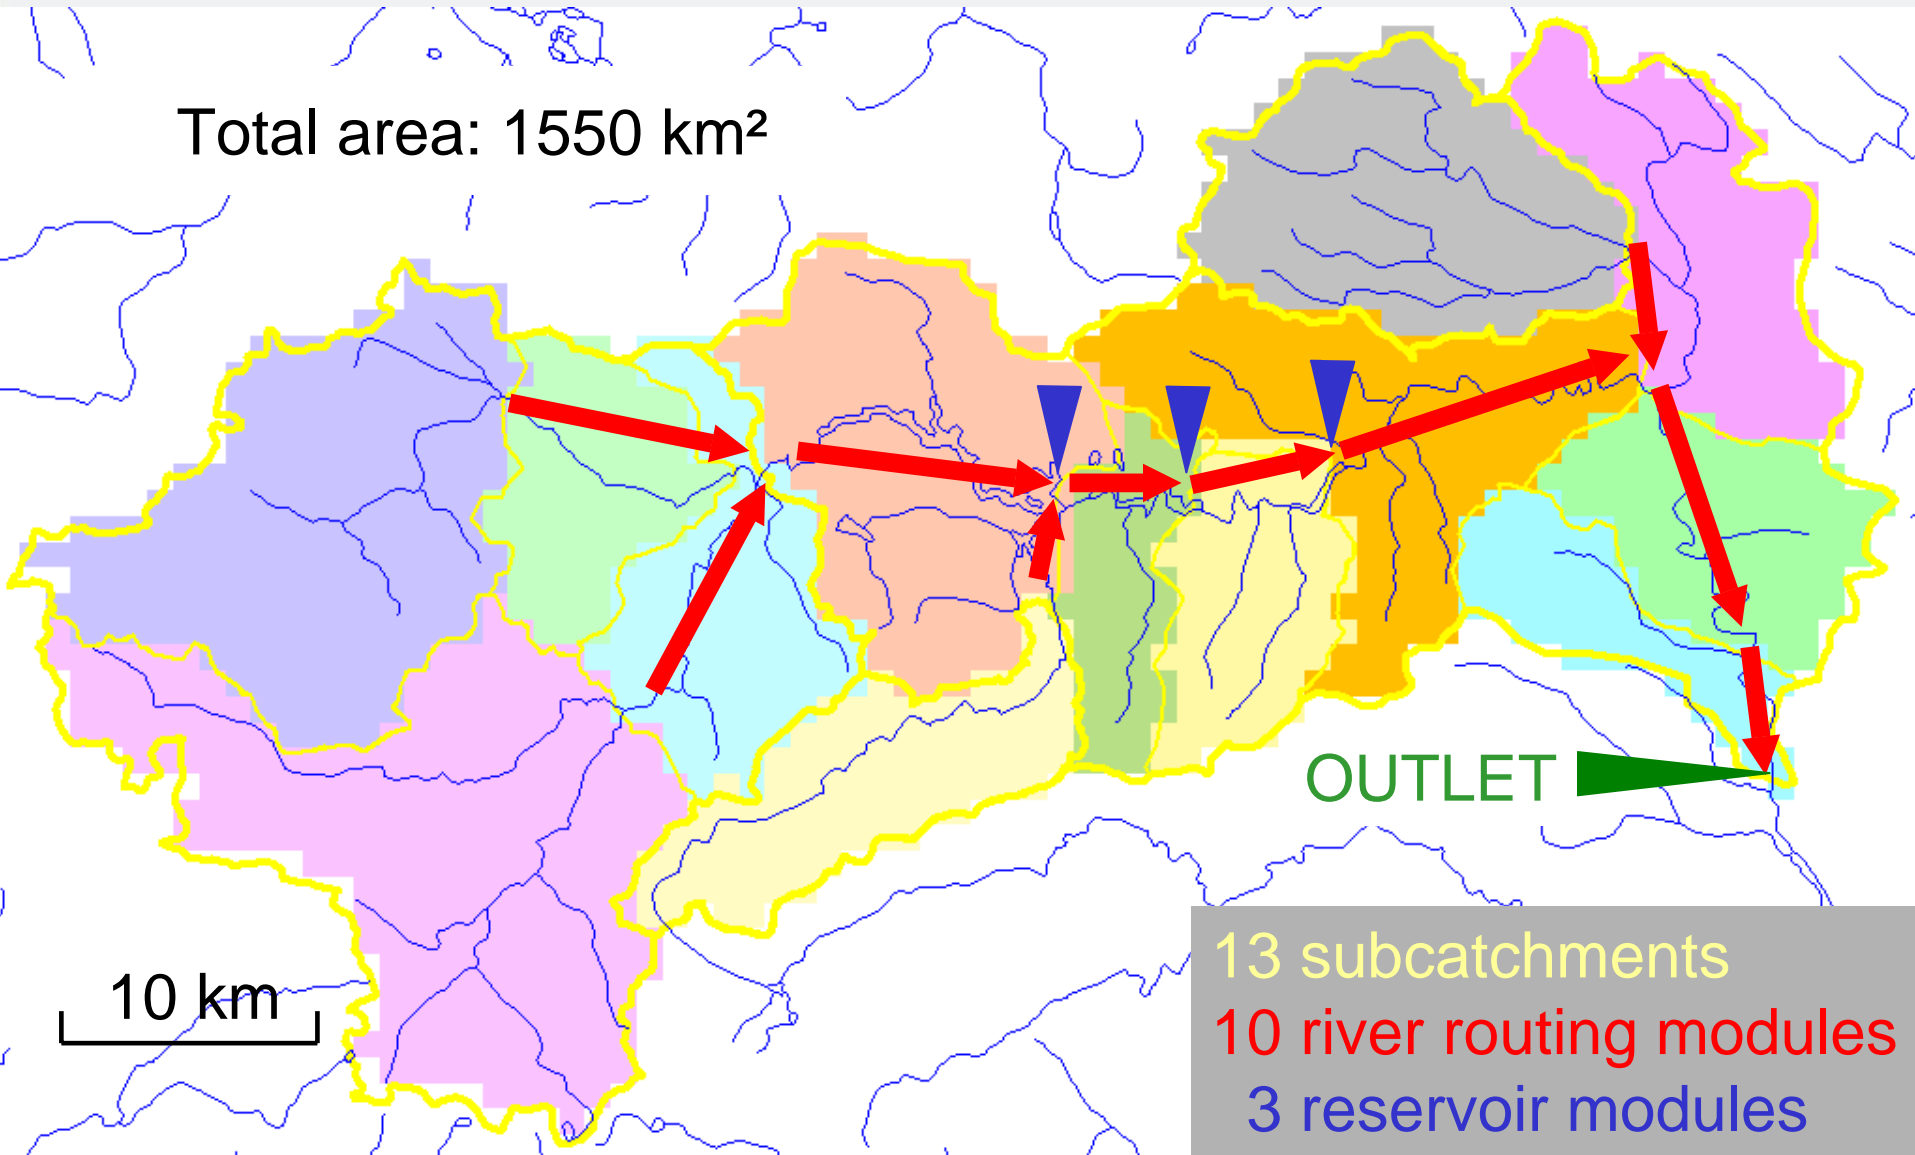 Total area: 1550 km²
OUTLET
10 km
13 subcatchments
10 river routing modules
3 reservoir modules